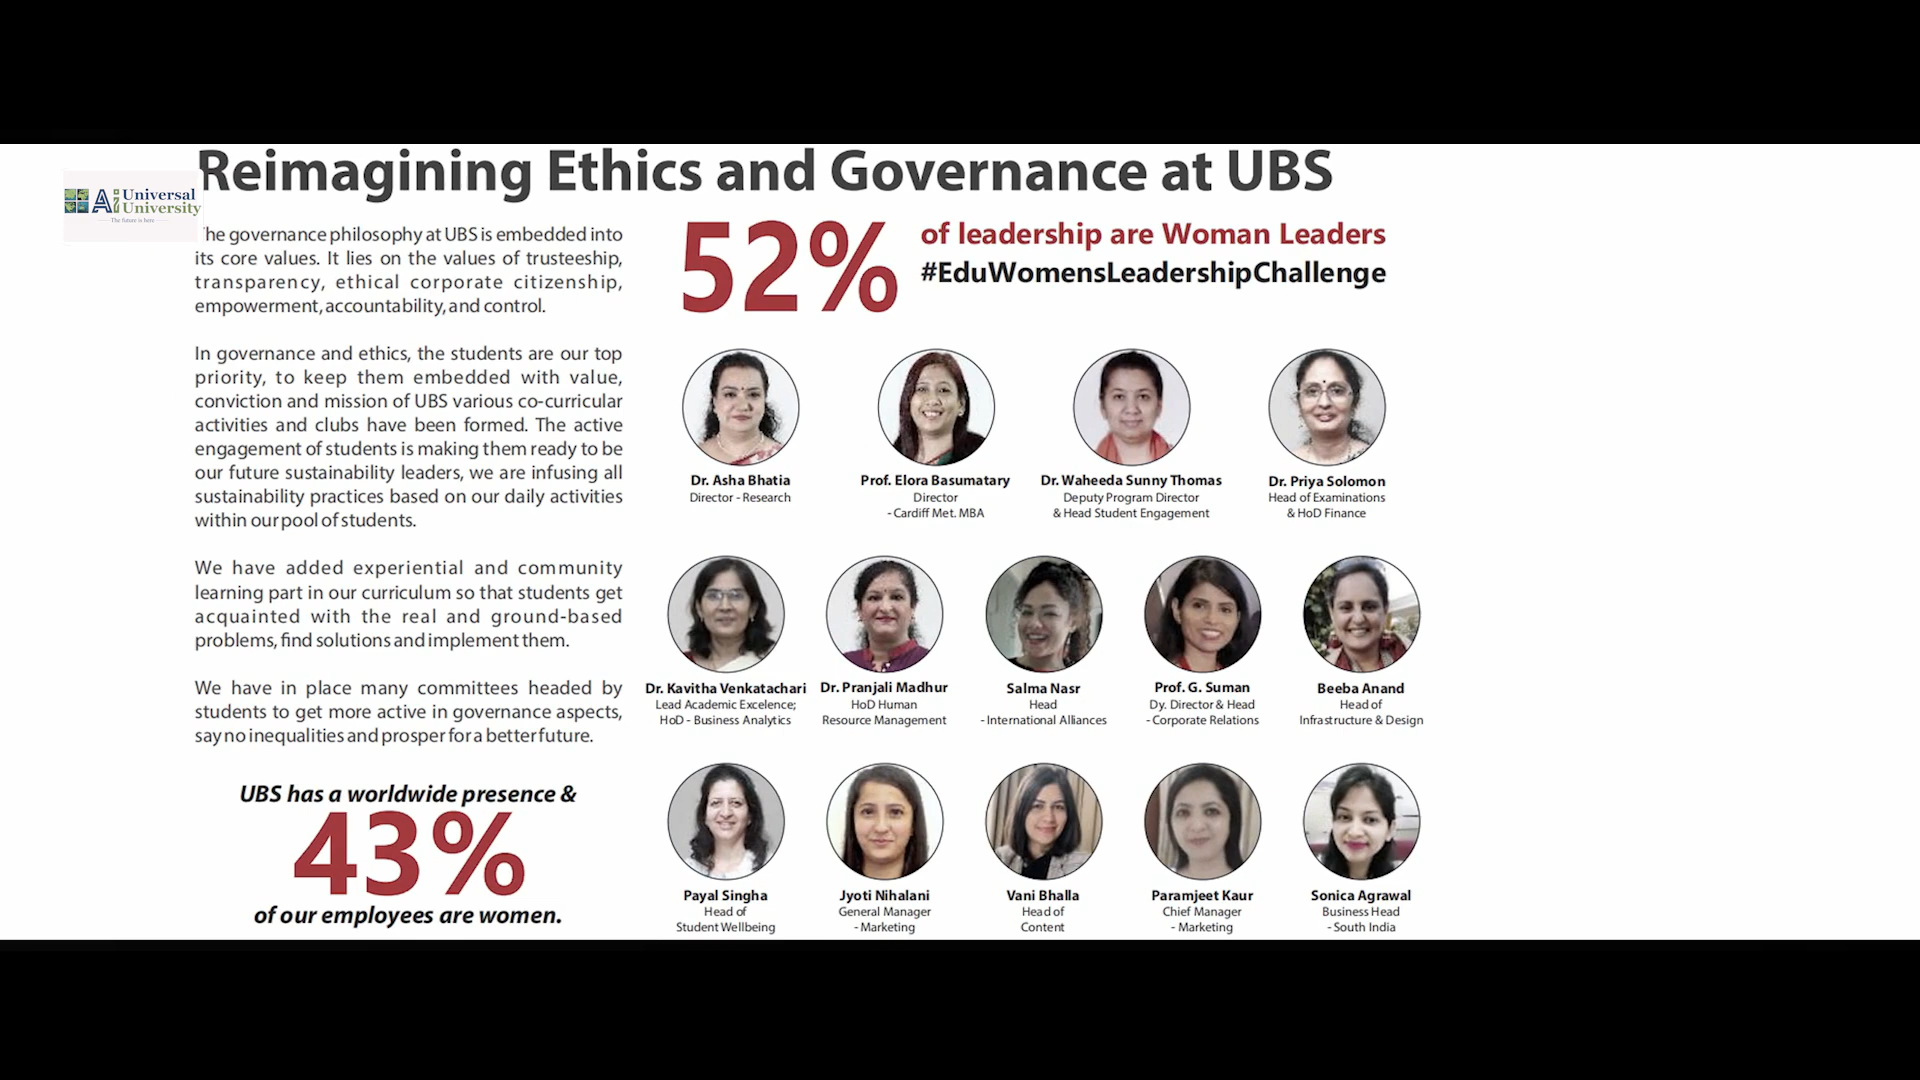 Reimagining Ethics and Governance at UBS
Ai Universal
University
The future is here
he governance philosophy at UBS is embedded into
its core values. It lies on the values of trusteeship,
transparency, ethical corporate citizenship,
empowerment, accountability, and control.
In governance and ethics, the students are our top
priority, to keep them embedded with value,
conviction and mission of UBS various co-curricular
activities and clubs have been formed. The active
engagement of students is making them ready to be
our future sustainability leaders, we are infusing all
sustainability practices based on our daily activities
within our pool of students.
We have added experiential and community
learning part in our curriculum so that students get
acquainted with the real and ground-based
problems, find solutions and implement them.
We have in place many committees headed by
students to get more active in governance aspects,
say no inequalities and prosper for a better future.
UBS has a worldwide presence &
43%
of our employees are women.
52%
of leadership are Woman Leaders
#EduWomensLeadershipChallenge
Dr. Asha Bhatia
Director - Research
Prof. Elora Basumatary
Director
- Cardiff Met. MBA
Dr. Waheeda Sunny Thomas
Deputy Program Director
& Head Student Engagement
Dr. Priya Solomon
Head of Examinations
& HoD Finance
Dr. Kavitha Venkatachari
Lead Academic Excelence;
HoD - Business Analytics
Dr. Pranjali Madhur
HoD Human
Resource Management
Salma Nasr
Head
- International Alliances
Prof. G. Suman
Dy. Director & Head
- Corporate Relations
Beeba Anand
Head of
Infrastructure & Design
Payal Singha
Head of
Student Wellbeing
Jyoti Nihalani
General Manager
- Marketing
Vani Bhalla
Head of
Content
Paramjeet Kaur
Chief Manager
- Marketing
Sonica Agrawal
Business Head
- South India